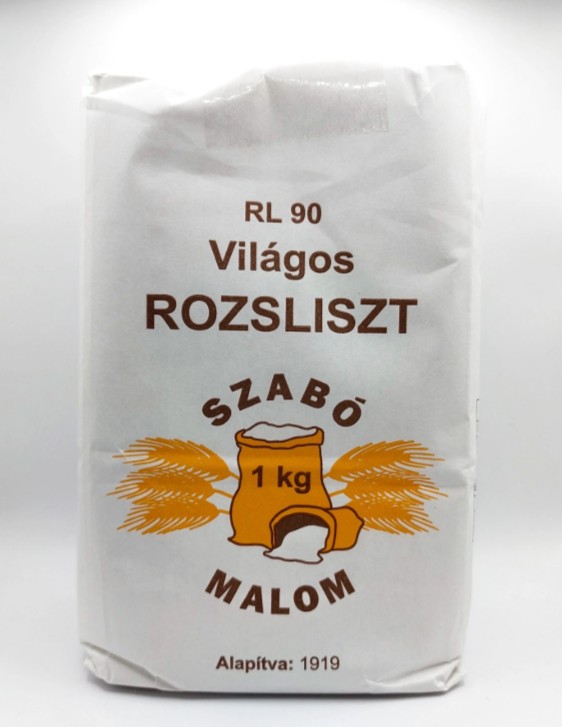 RL 90
Világos
ROZSLISZT
SZABÓ
1 kg
MALOM
Alapítva: 1919